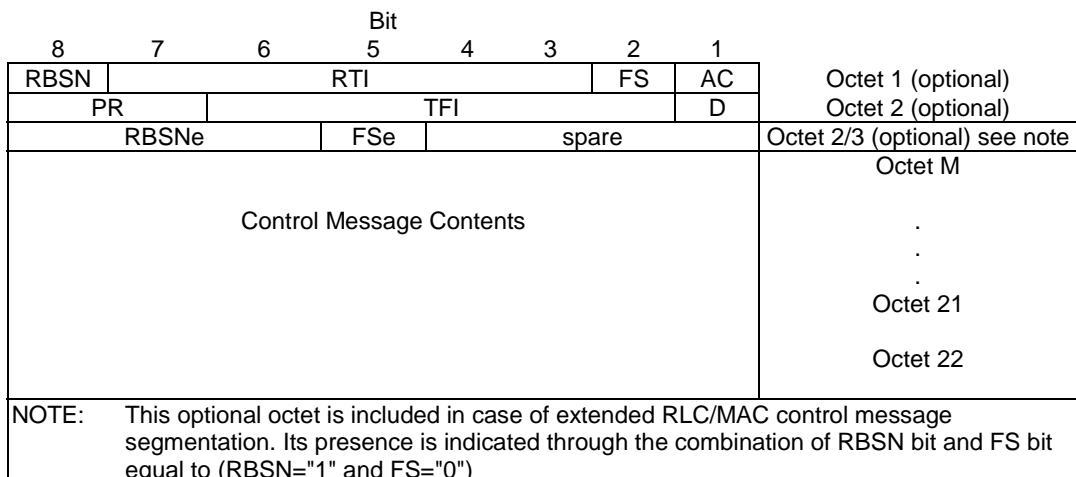 Bit
8 7 6 5 4 3 2 1
RBSN RTI FS AC Octet 1 (optional)
PR TFI D Octet 2 (optional)
RBSNe FSe spare Octet 2/3 (optional) see note
Octet M
Control Message Contents .
.
.
Octet 21
Octet 22
NOTE: This optional octet is included in case of extended RLC/MAC control message
segmentation. Its presence is indicated through the combination of RBSN bit and FS bit
equal to (RBSN="1" and FS="0")